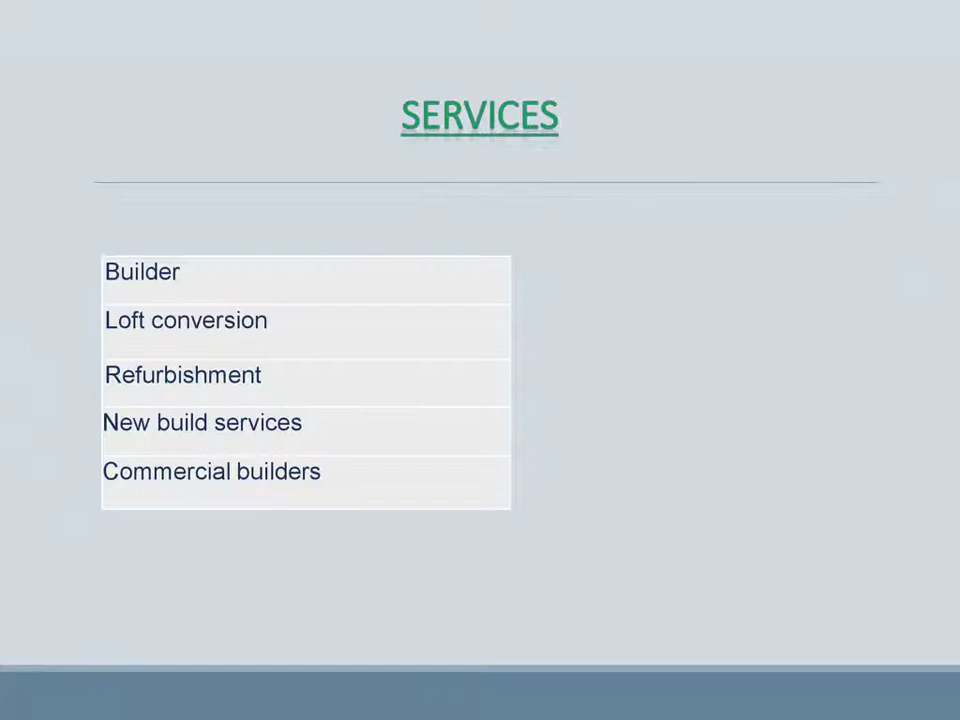 SERVICES
Builder
Loft conversion
Refurbishment
New build services
Commercial builders